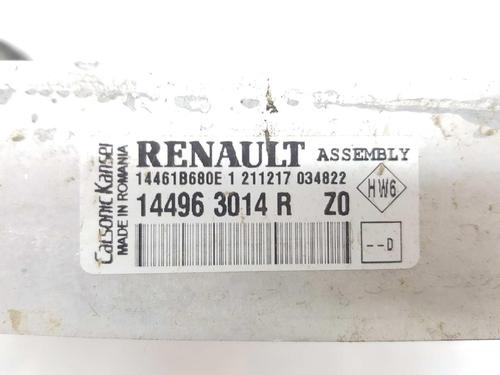 Calsonic Kansei
MADE IN ROMANIA
RENAULT ASSEMBLY
14461B680E 1 211217 034822
14496 3014 R Z0
HW6
--D